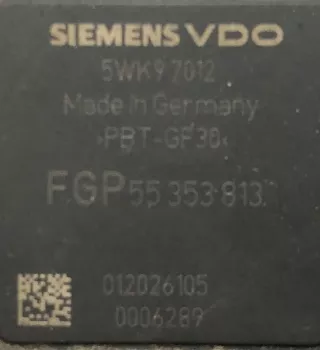 SIEMENS VDO
5WK9 7012
Made in Germany
>PBT-GF30<
FGP 55 353 813
012026105
0006289